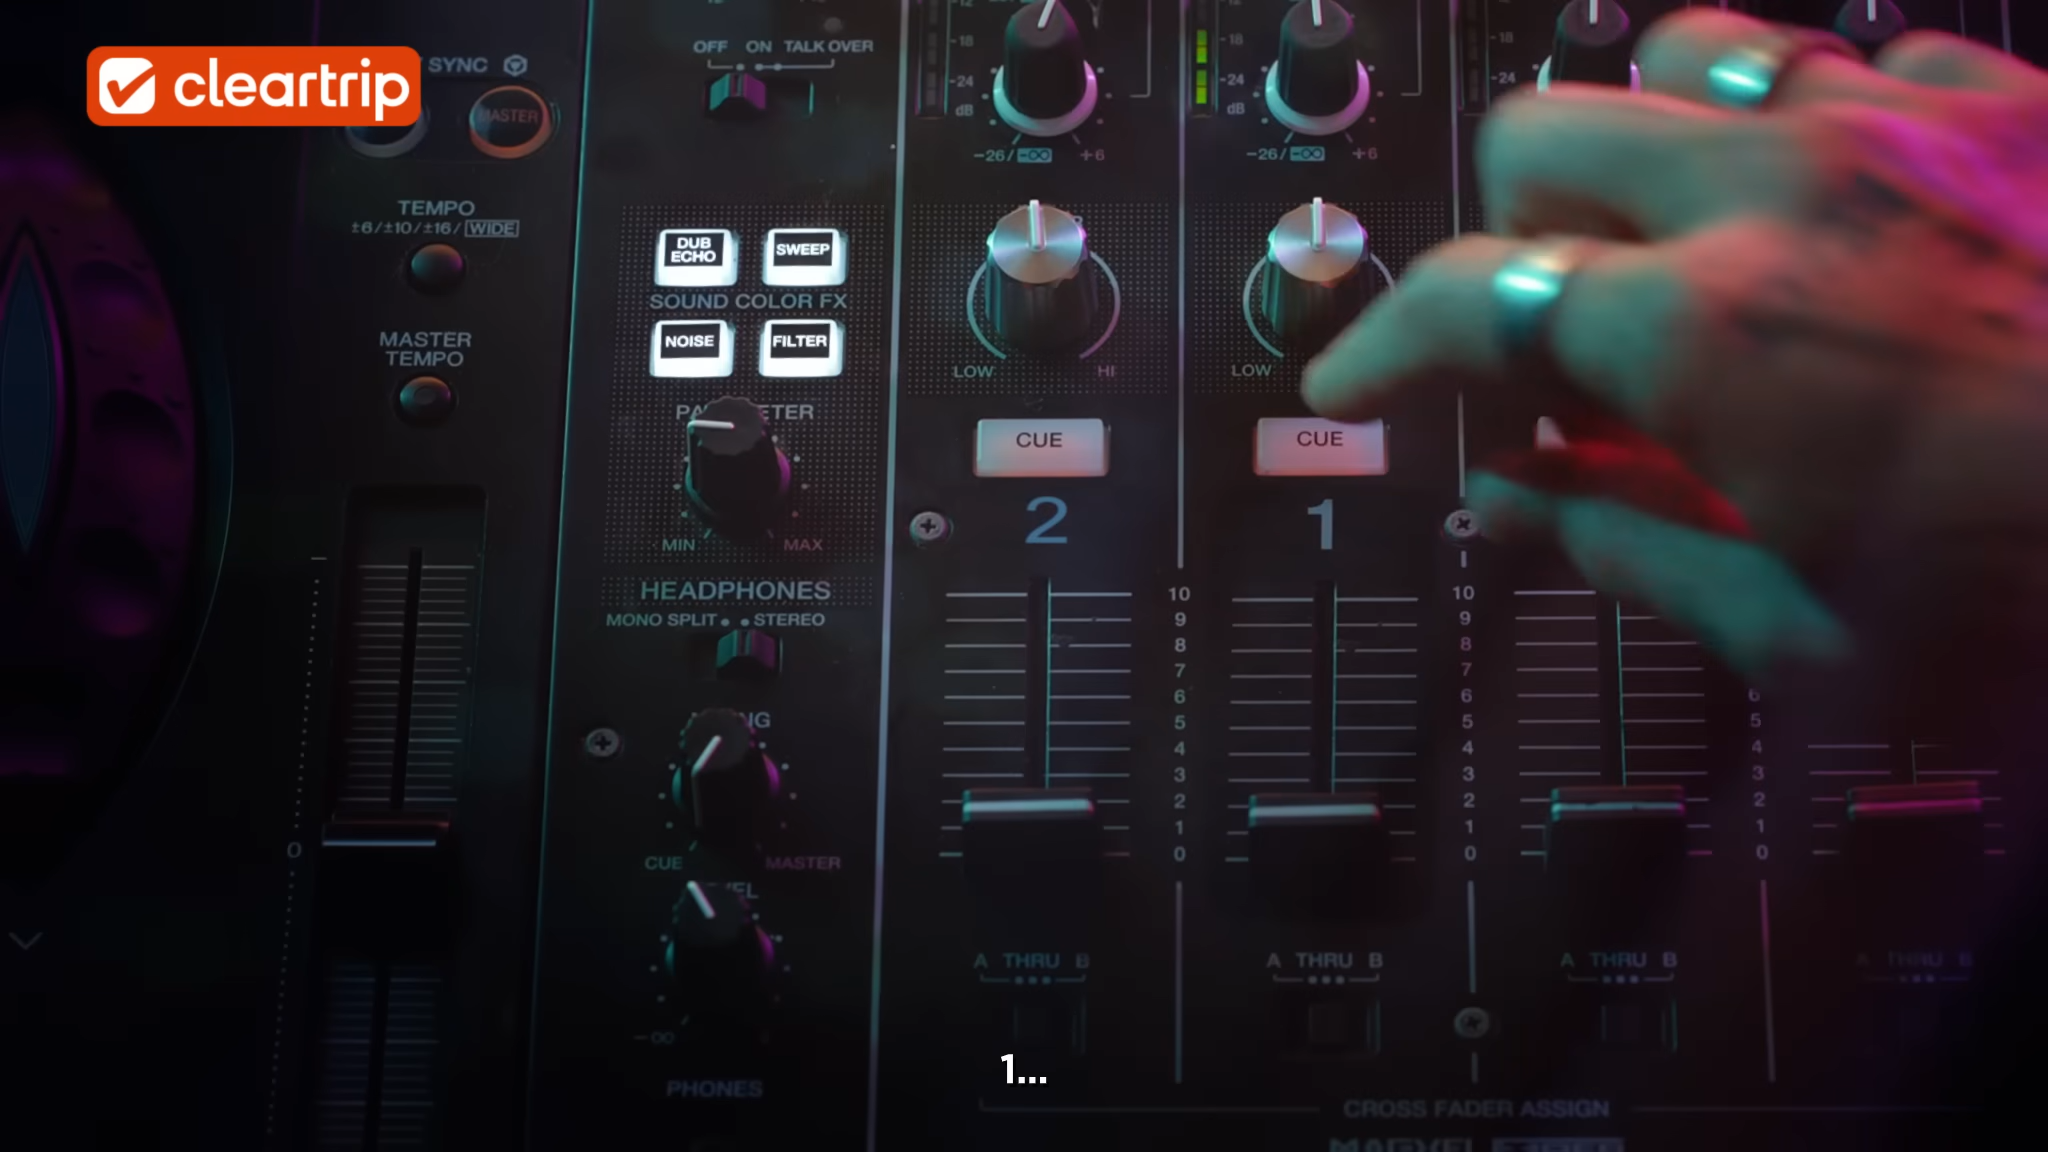 cleartrip
SYNC
MASTER
TEMPO
±6/±10/±16/WIDE
MASTER
TEMPO
0
OFF ON TALK OVER
DUB
ECHO
SWEEP
SOUND COLOR FX
NOISE
FILTER
MIN MAX
HEADPHONES
MONO SPLIT STEREO
CUE MASTER
-∞
PHONES
-18
-24
dB
-26/-∞ +6
LOW HI
CUE
2
10
9
8
7
6
5
4
3
2
1
0
A THRU B
-18
-24
dB
-26/-∞ +6
LOW
CUE
1
10
9
8
7
6
5
4
3
2
1
0
A THRU B
-18
-24
6
5
4
3
2
1
0
A THRU B
A THRU B
CROSS FADER ASSIGN
1...